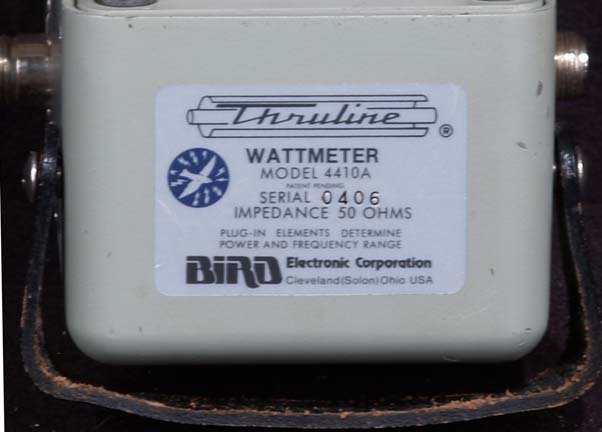 Thruline ®
WATTMETER
MODEL 4410A
PATENT PENDING
SERIAL 0406
IMPEDANCE 50 OHMS
PLUG-IN ELEMENTS DETERMINE
POWER AND FREQUENCY RANGE
BIRD Electronic Corporation
Cleveland (Solon) Ohio USA